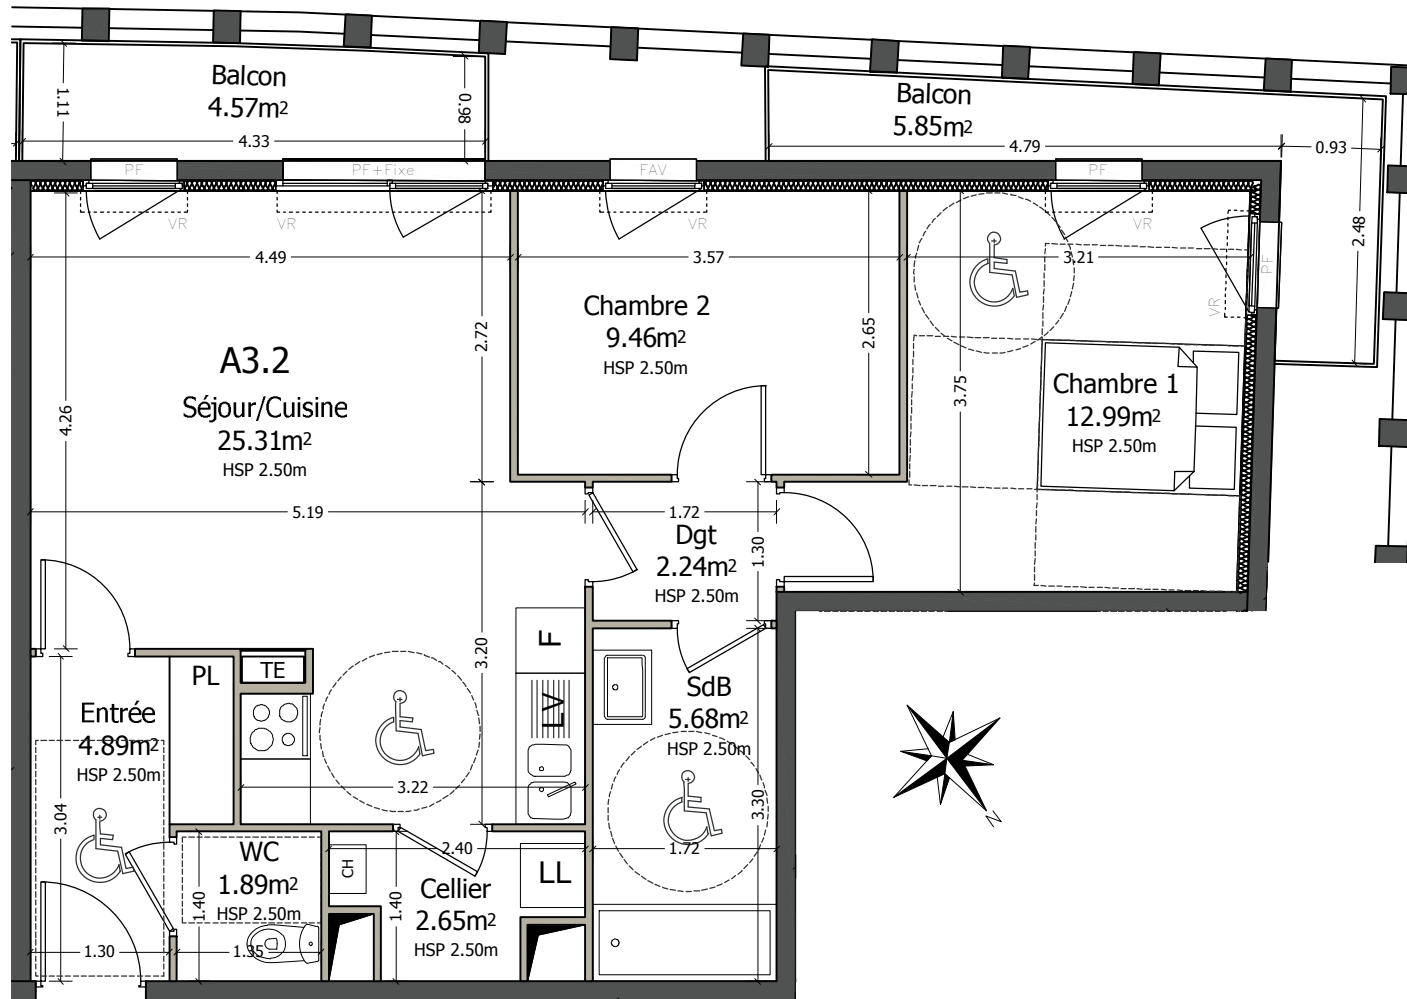 Balcon
4.57m²
1.11
0.98
4.33
Balcon
5.85m²
4.79
0.93
2.48
PF
PF+Fixe
FAV
PF
PF
VR
VR
VR
VR
4.49
3.57
3.21
2.72
2.65
3.75
4.26
A3.2
Séjour/Cuisine
25.31m²
HSP 2.50m
Chambre 2
9.46m²
HSP 2.50m
Chambre 1
12.99m²
HSP 2.50m
5.19
1.72
Dgt
2.24m²
HSP 2.50m
1.30
3.20
F
LV
PL
TE
Entrée
4.89m²
HSP 2.50m
3.04
3.22
SdB
5.68m²
HSP 2.50m
3.30
1.72
2.40
WC
1.89m²
HSP 2.50m
1.40
1.35
1.30
CH
LL
Cellier
2.65m²
HSP 2.50m
1.40
N